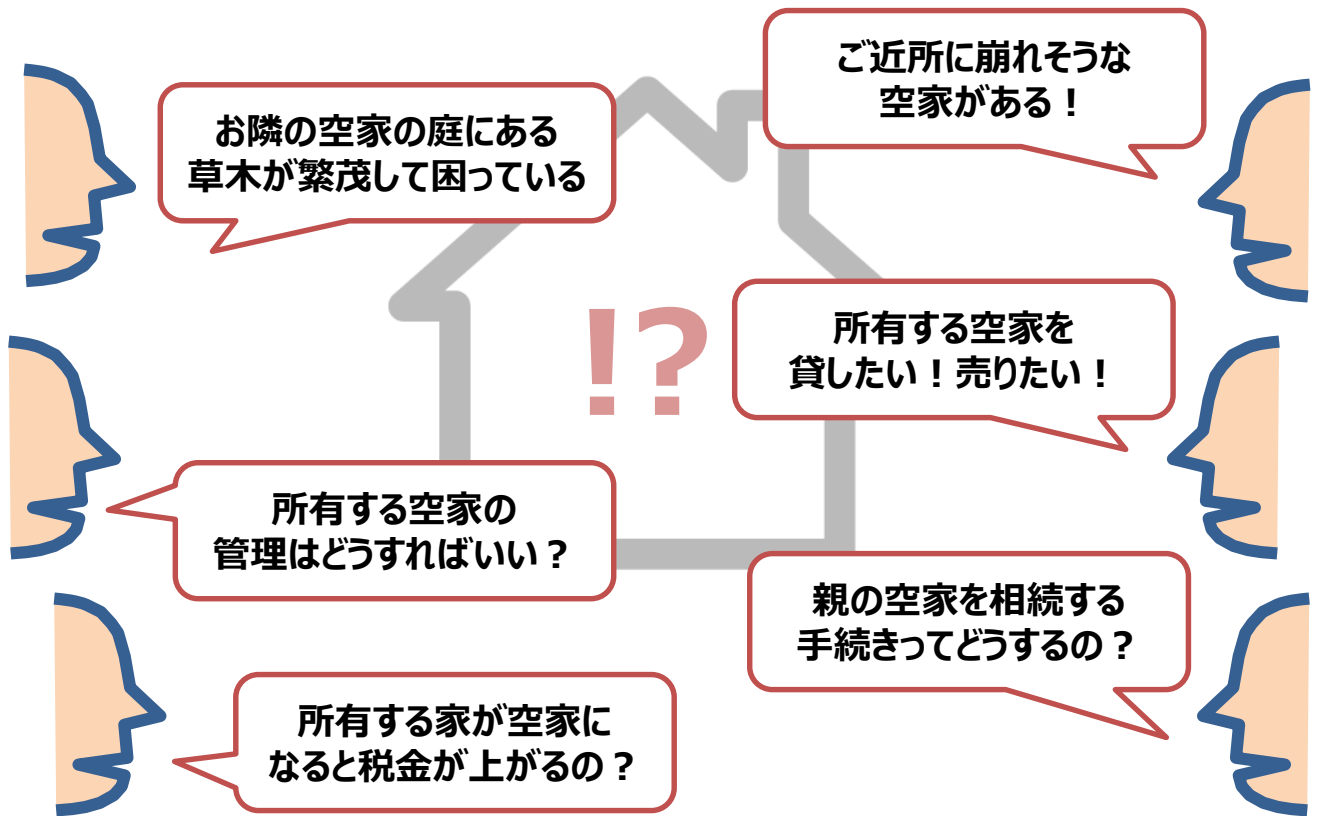 お隣の空家の庭にある
草木が繁茂して困っている
ご近所に崩れそうな
空家がある！
!?
所有する空家を
貸したい！売りたい！
所有する空家の
管理はどうすればいい？
親の空家を相続する
手続きってどうするの？
所有する家が空家に
なると税金が上がるの？